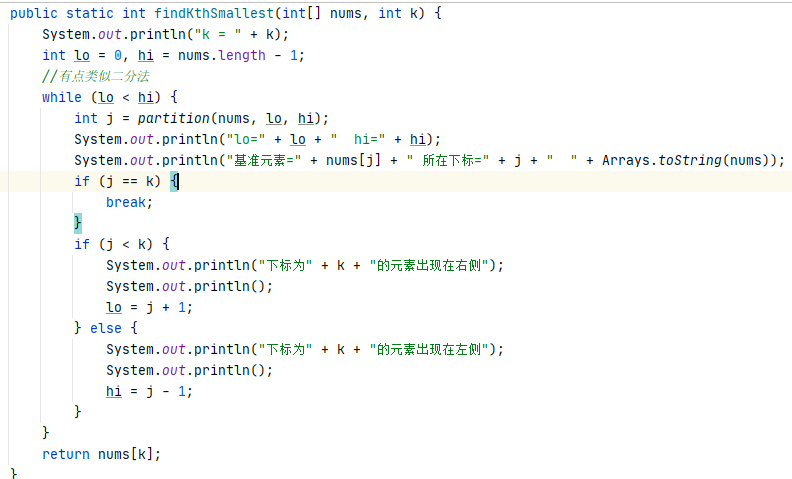 public static int findKthSmallest(int[] nums, int k) {
    System.out.println("k = " + k);
    int lo = 0, hi = nums.length - 1;
    //有点类似二分法
    while (lo < hi) {
        int j = partition(nums, lo, hi);
        System.out.println("lo=" + lo + "  hi=" + hi);
        System.out.println("基准元素=" + nums[j] + " 所在下标=" + j + "  " + Arrays.toString(nums));
        if (j == k) {
            break;
        }
        if (j < k) {
            System.out.println("下标为" + k + "的元素出现在右侧");
            System.out.println();
            lo = j + 1;
        } else {
            System.out.println("下标为" + k + "的元素出现在左侧");
            System.out.println();
            hi = j - 1;
        }
    }
    return nums[k];
}